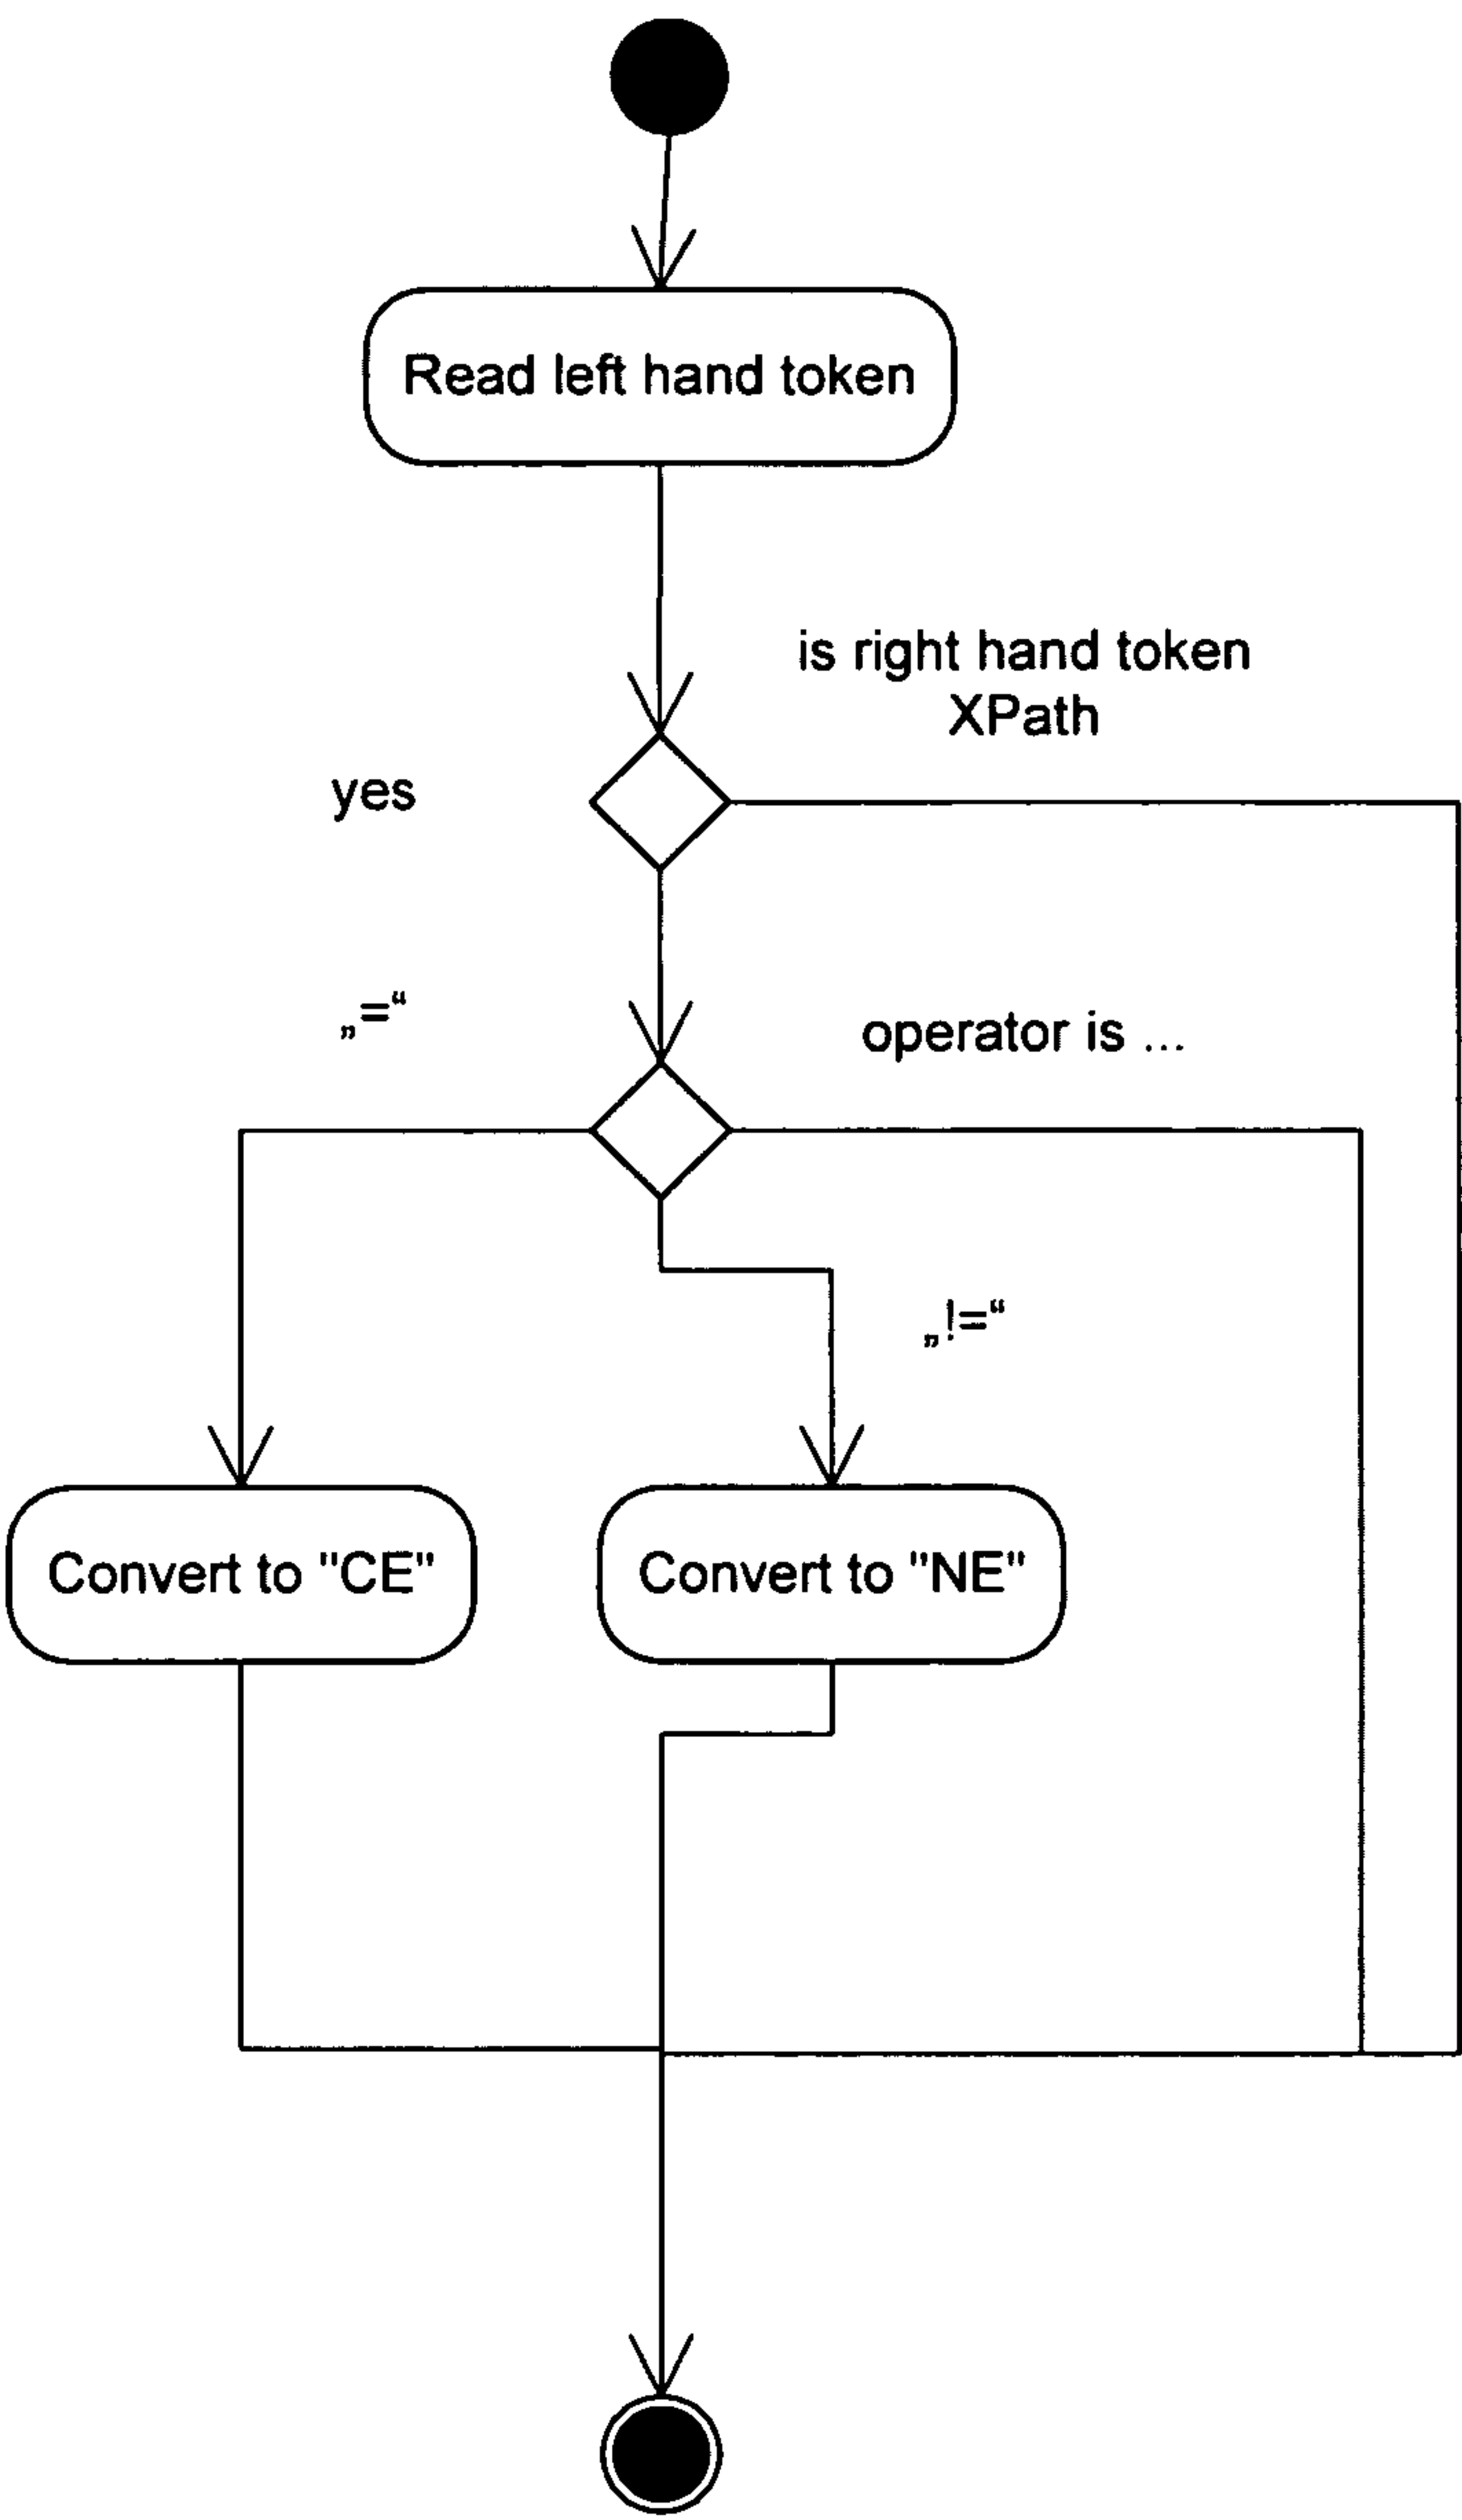 Read left hand token
is right hand token
XPath
yes
„=“
operator is ...
„!=“
Convert to "CE"
Convert to "NE"